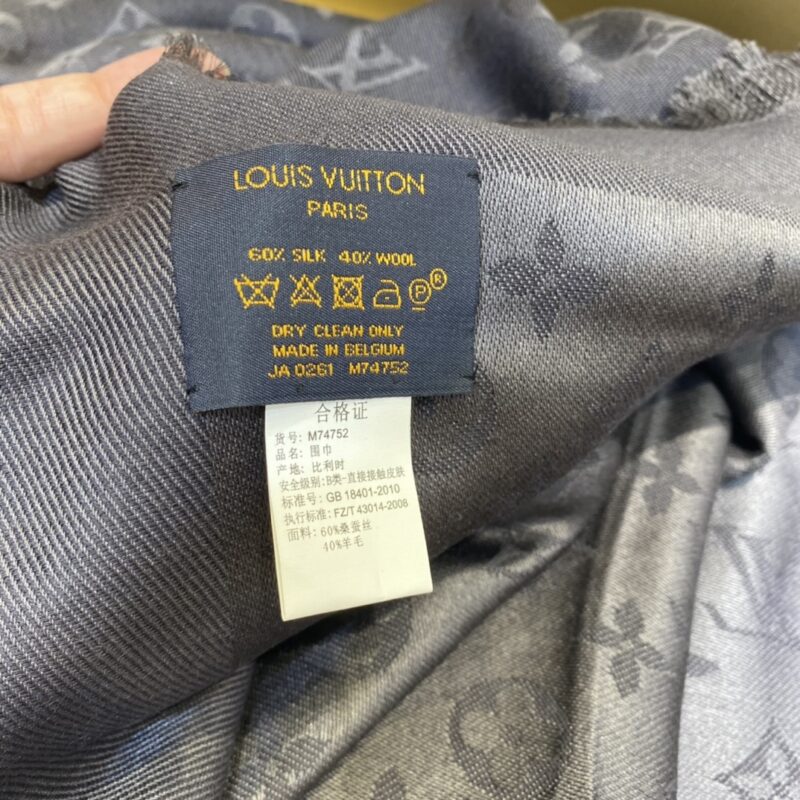 LOUIS VUITTON
PARIS
60% SILK 40% WOOL
P ®
DRY CLEAN ONLY
MADE IN BELGIUM
JA 0261 M74752
合格证
货号: M74752
品名: 围巾
产地: 比利时
安全级别: B类-直接接触皮肤
标准号: GB 18401-2010
执行标准: FZ/T 43014-2008
面料: 60%桑蚕丝
40%羊毛